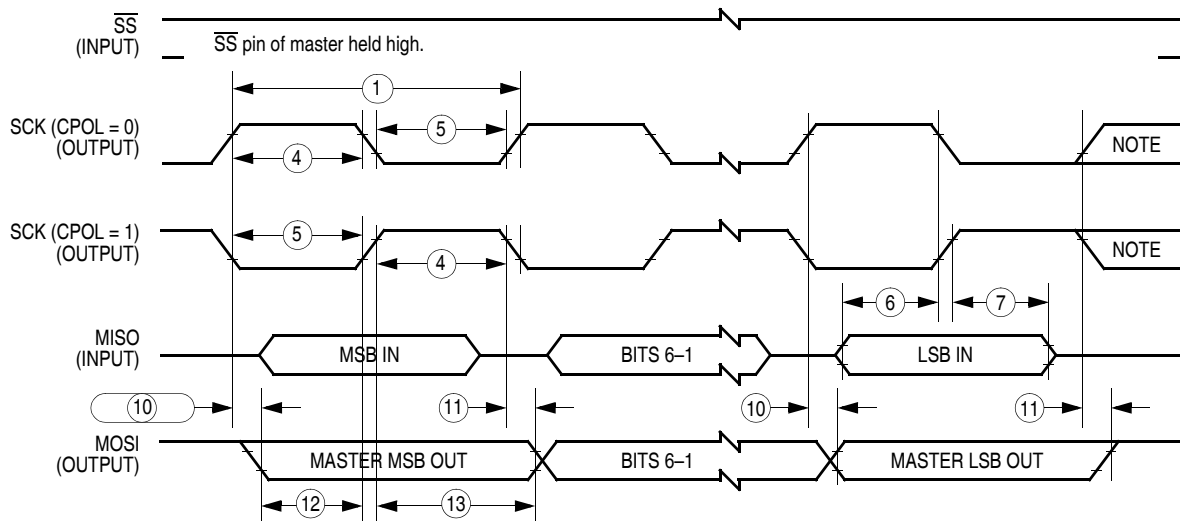 SS
(INPUT)
SS pin of master held high.
1
SCK (CPOL = 0)
(OUTPUT)
5
4
NOTE
SCK (CPOL = 1)
(OUTPUT)
5
4
NOTE
6
7
MISO
(INPUT)
MSB IN
BITS 6–1
LSB IN
10
11
10
11
MOSI
(OUTPUT)
MASTER MSB OUT
BITS 6–1
MASTER LSB OUT
12
13